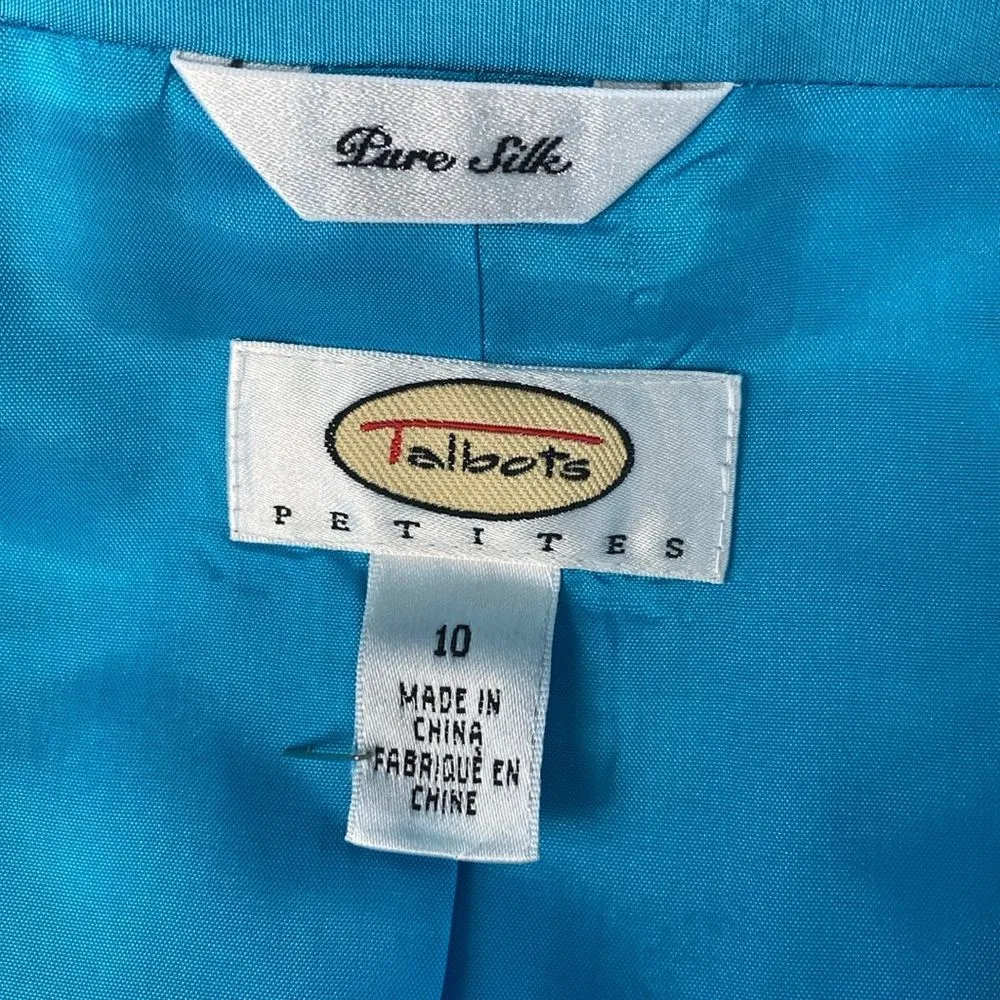 Pure Silk
Talbots
PETITES
10
MADE IN
CHINA
FABRIQUÉ EN
CHINE